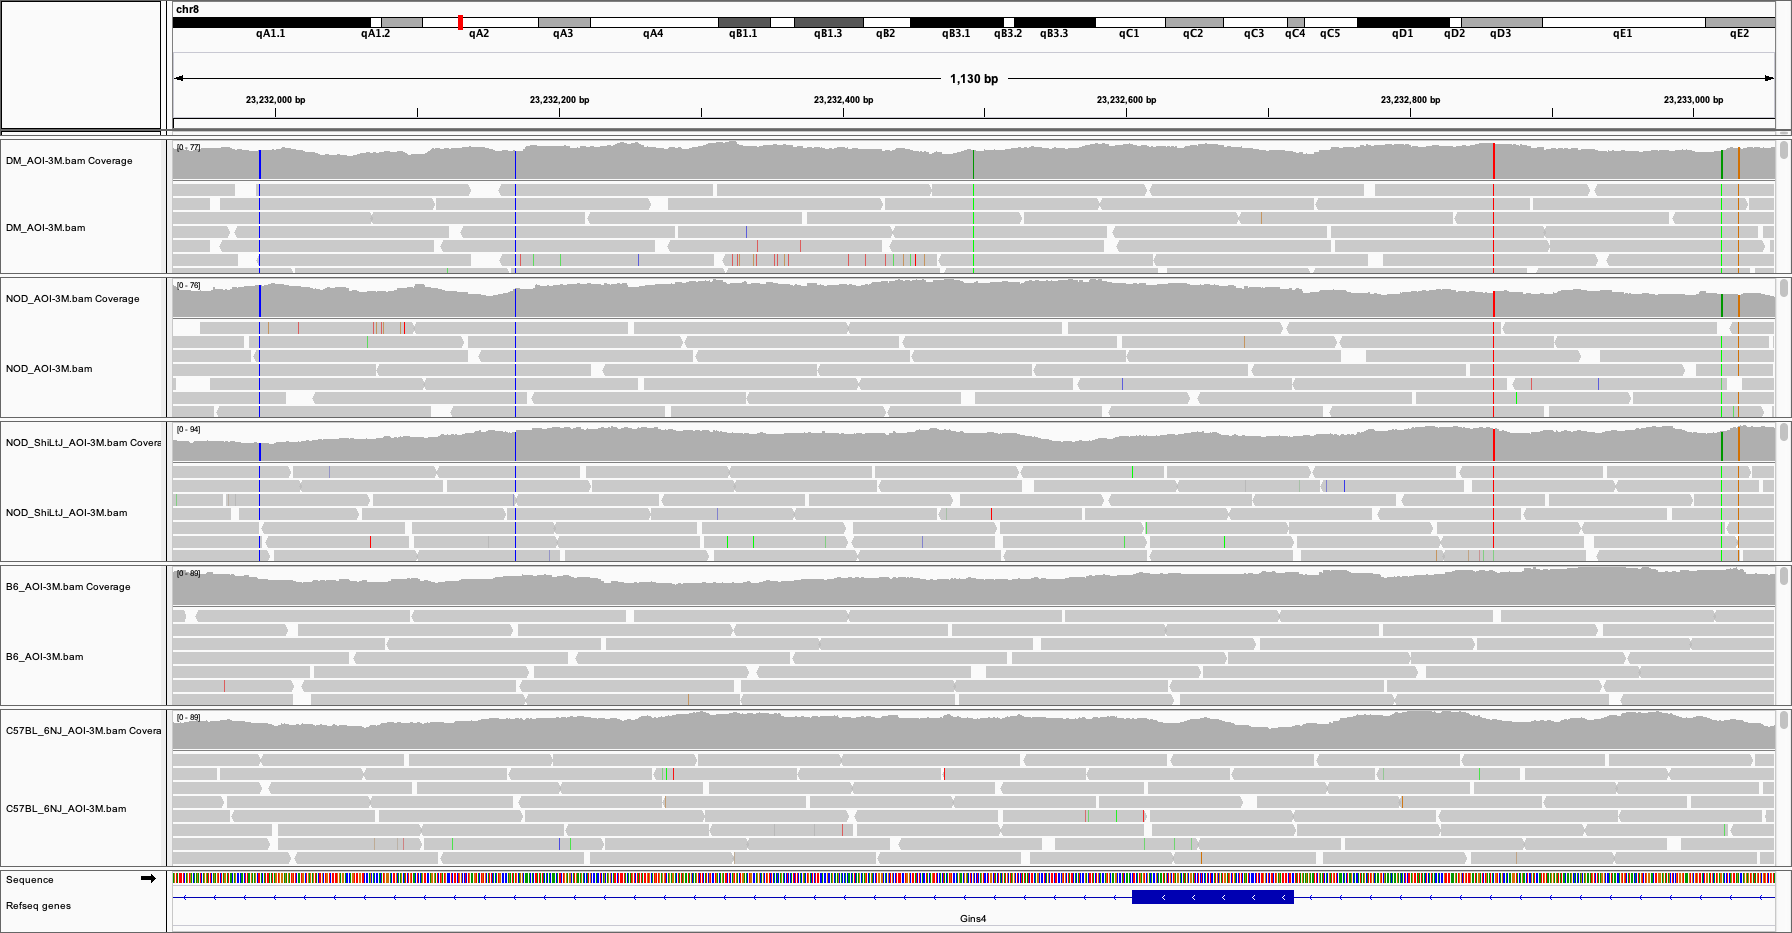 chr8
qA1.1 qA1.2 qA2 qA3 qA4 qB1.1 qB1.3 qB2 qB3.1 qB3.2 qB3.3 qC1 qC2 qC3 qC4 qC5 qD1 qD2 qD3 qE1 qE2
1,130 bp
23,232,000 bp 23,232,200 bp 23,232,400 bp 23,232,600 bp 23,232,800 bp 23,233,000 bp
[0 - 77]
DM_AOI-3M.bam Coverage
DM_AOI-3M.bam
[0 - 76]
NOD_AOI-3M.bam Coverage
NOD_AOI-3M.bam
[0 - 94]
NOD_ShiLtJ_AOI-3M.bam Covera
NOD_ShiLtJ_AOI-3M.bam
[0 - 89]
B6_AOI-3M.bam Coverage
B6_AOI-3M.bam
[0 - 89]
C57BL_6NJ_AOI-3M.bam Covera
C57BL_6NJ_AOI-3M.bam
Sequence
Refseq genes
Gins4